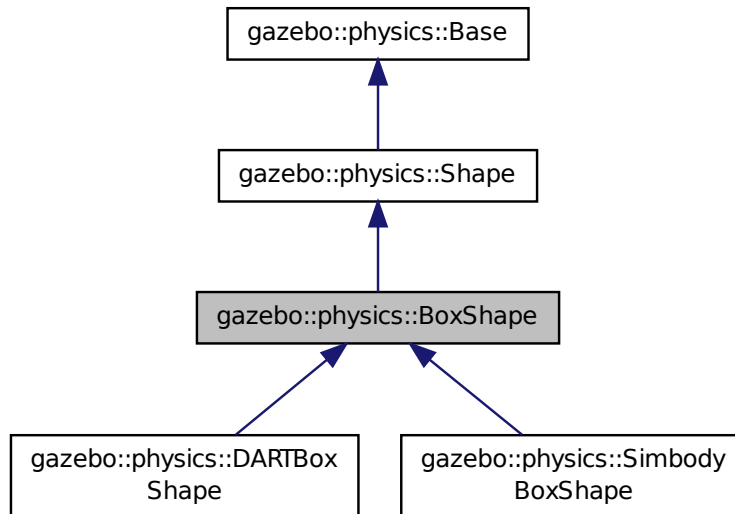 gazebo::physics::Base
gazebo::physics::Shape
gazebo::physics::BoxShape
gazebo::physics::DARTBox
Shape
gazebo::physics::Simbody
BoxShape